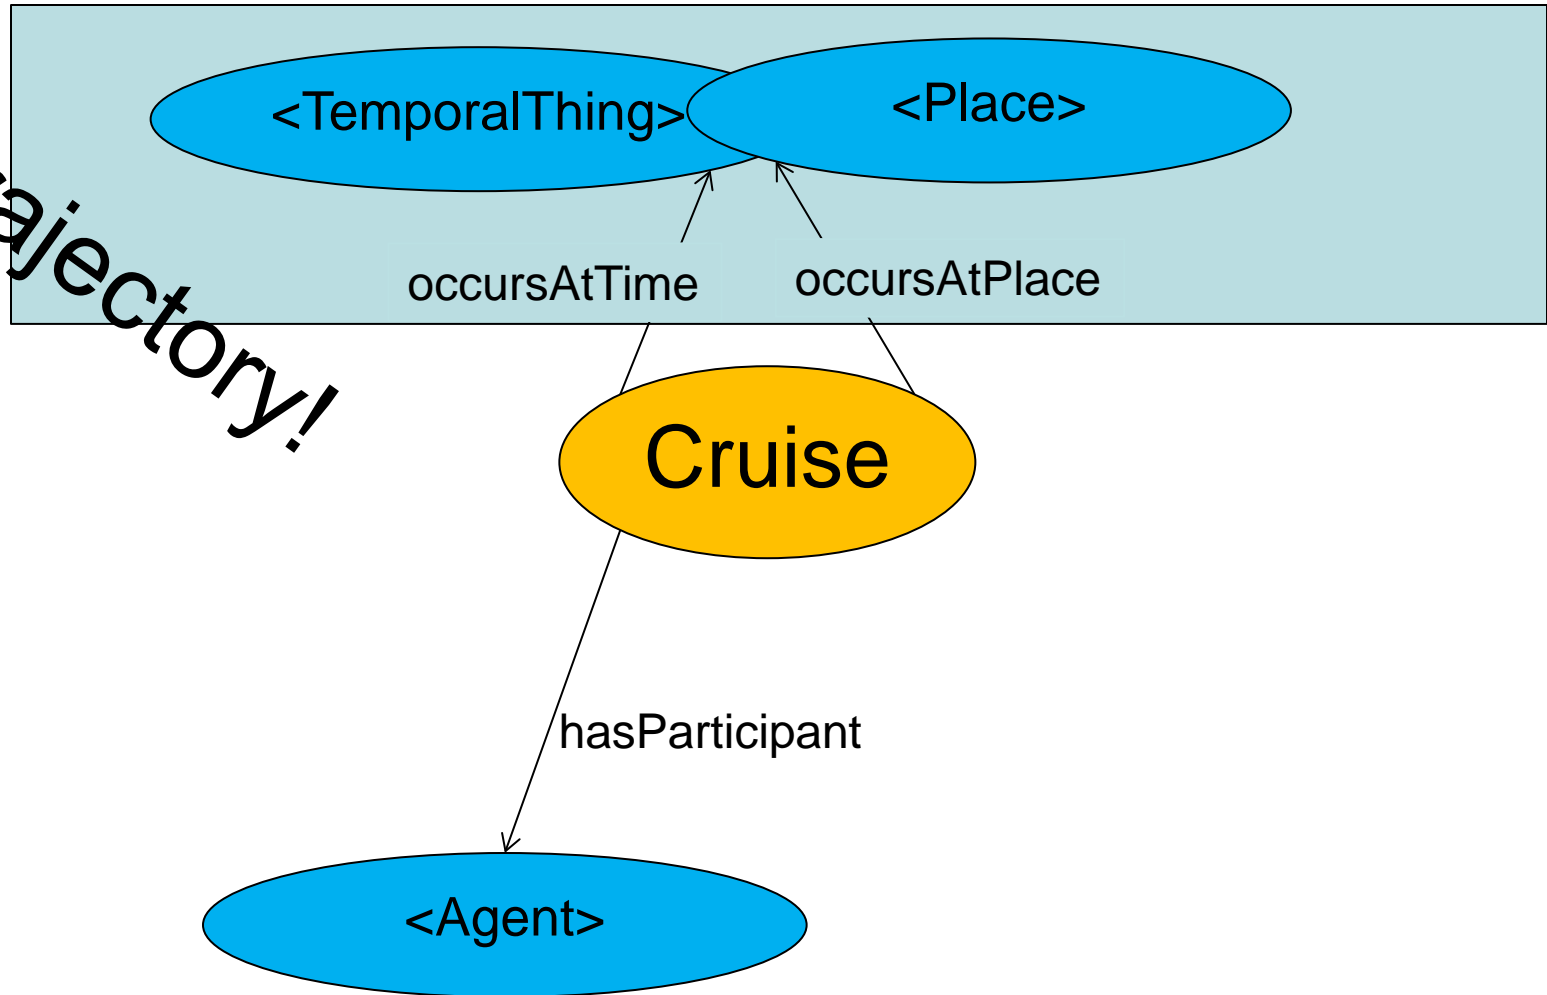 <TemporalThing>
<Place>
occursAtTime
occursAtPlace
ajectory!
Cruise
hasParticipant
<Agent>